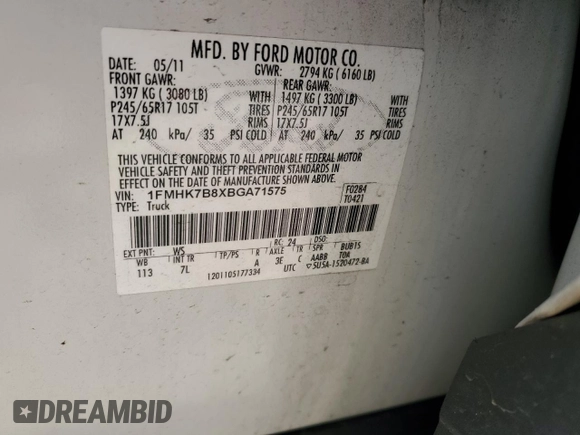 MFD. BY FORD MOTOR CO.
DATE: 05/11 GVWR: 2794 KG ( 6160 LB)
FRONT GAWR: REAR GAWR:
1397 KG ( 3080 LB) WITH 1497 KG ( 3300 LB) WITH
P245/65R17 105T TIRES P245/65R17 105T TIRES
17X7.5J RIMS 17X7.5J RIMS
AT 240 kPa/ 35 PSI COLD AT 240 kPa/ 35 PSI COLD
THIS VEHICLE CONFORMS TO ALL APPLICABLE FEDERAL MOTOR
VEHICLE SAFETY AND THEFT PREVENTION STANDARDS IN
EFFECT ON THE DATE OF MANUFACTURE SHOWN ABOVE.
VIN: 1FMHK7B8XBGA71575 F0284
TYPE: Truck T0421
EXT PNT: WS RC: 24 DSO:
WB INT TR TP/PS R AXLE TR SPR BUB15
113 7L A 3E C AABB TOA
1201105177334 UTC ▽5U5A-1520472-BA
DREAMBID